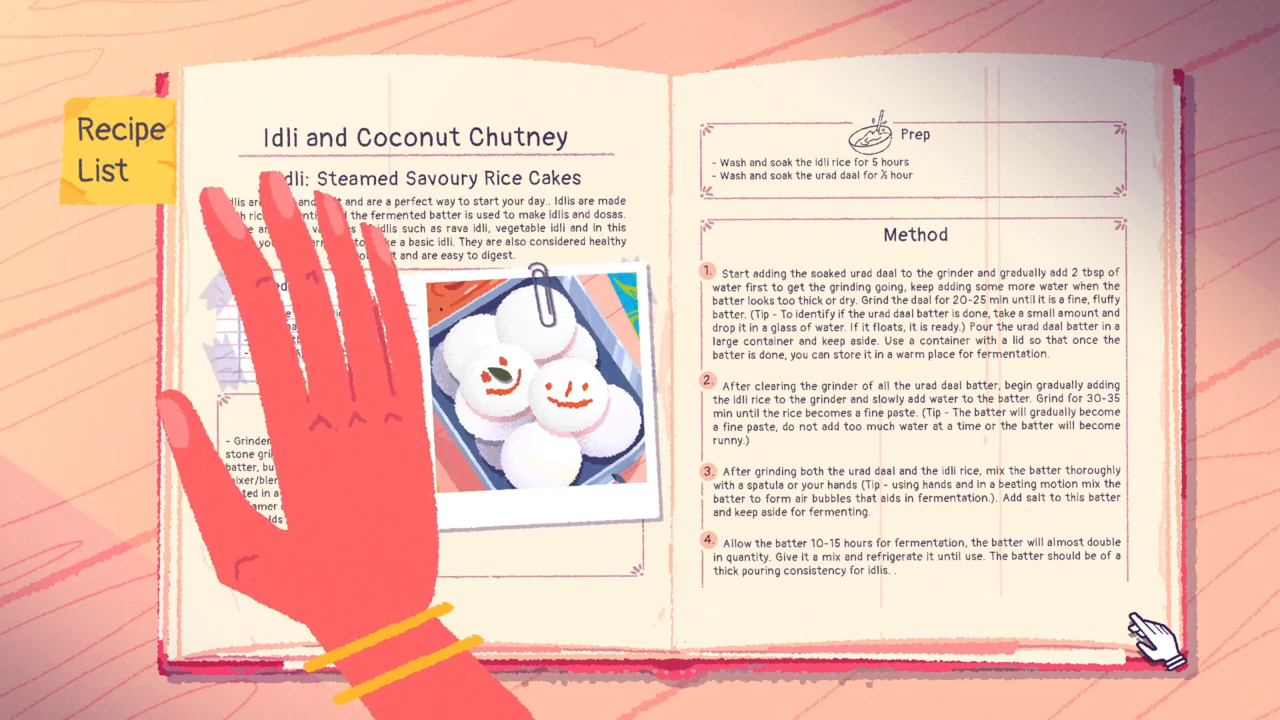 Recipe
List
Idli and Coconut Chutney
Idli: Steamed Savoury Rice Cakes
and are a perfect way to start your day.. Idlis are made
the fermented batter is used to make idlis and dosas.
idlis such as rava idli, vegetable idli and in this
a basic idli. They are also considered healthy
and are easy to digest.
- Grinder
stone
batter,
in a
Prep
- Wash and soak the idli rice for 5 hours
- Wash and soak the urad daal for ½ hour
Method
1. Start adding the soaked urad daal to the grinder and gradually add 2 tbsp of
water first to get the grinding going, keep adding some more water when the
batter looks too thick or dry. Grind the daal for 20-25 min until it is a fine, fluffy
batter. (Tip - To identify if the urad daal batter is done, take a small amount and
drop it in a glass of water. If it floats, it is ready.) Pour the urad daal batter in a
large container and keep aside. Use a container with a lid so that once the
batter is done, you can store it in a warm place for fermentation.
2. After clearing the grinder of all the urad daal batter, begin gradually adding
the idli rice to the grinder and slowly add water to the batter. Grind for 30-35
min until the rice becomes a fine paste. (Tip - The batter will gradually become
a fine paste, do not add too much water at a time or the batter will become
runny.)
3. After grinding both the urad daal and the idli rice, mix the batter thoroughly
with a spatula or your hands (Tip - using hands and in a beating motion mix the
batter to form air bubbles that aids in fermentation.). Add salt to this batter
and keep aside for fermenting.
4. Allow the batter 10-15 hours for fermentation, the batter will almost double
in quantity. Give it a mix and refrigerate it until use. The batter should be of a
thick pouring consistency for idlis. .